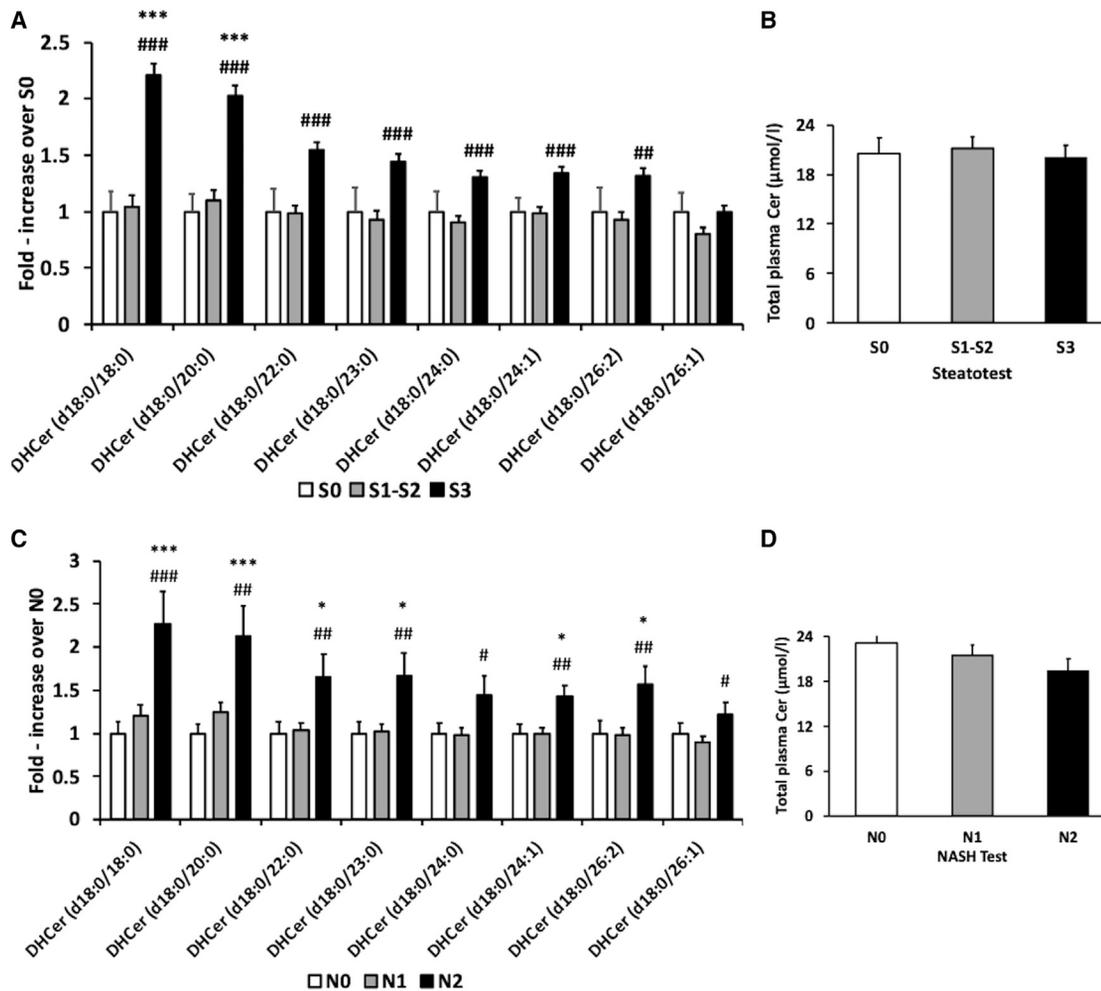 A
Fold - increase over S0
2.5
2
1.5
1
0.5
0
***
###
***
###
###
###
###
###
##
DHCer (d18:0/18:0)
DHCer (d18:0/20:0)
DHCer (d18:0/22:0)
DHCer (d18:0/23:0)
DHCer (d18:0/24:0)
DHCer (d18:0/24:1)
DHCer (d18:0/26:2)
DHCer (d18:0/26:1)
S0 S1-S2 S3
B
Total plasma Cer (μmol/l)
24
18
12
6
0
S0 S1-S2 S3
Steatotest
C
Fold - increase over N0
3
2.5
2
1.5
1
0.5
0
***
###
***
##
*
##
*
##
#
*
##
*
##
#
DHCer (d18:0/18:0)
DHCer (d18:0/20:0)
DHCer (d18:0/22:0)
DHCer (d18:0/23:0)
DHCer (d18:0/24:0)
DHCer (d18:0/24:1)
DHCer (d18:0/26:2)
DHCer (d18:0/26:1)
N0 N1 N2
D
Total plasma Cer (μmol/l)
24
18
12
6
0
N0 N1 N2
NASH Test